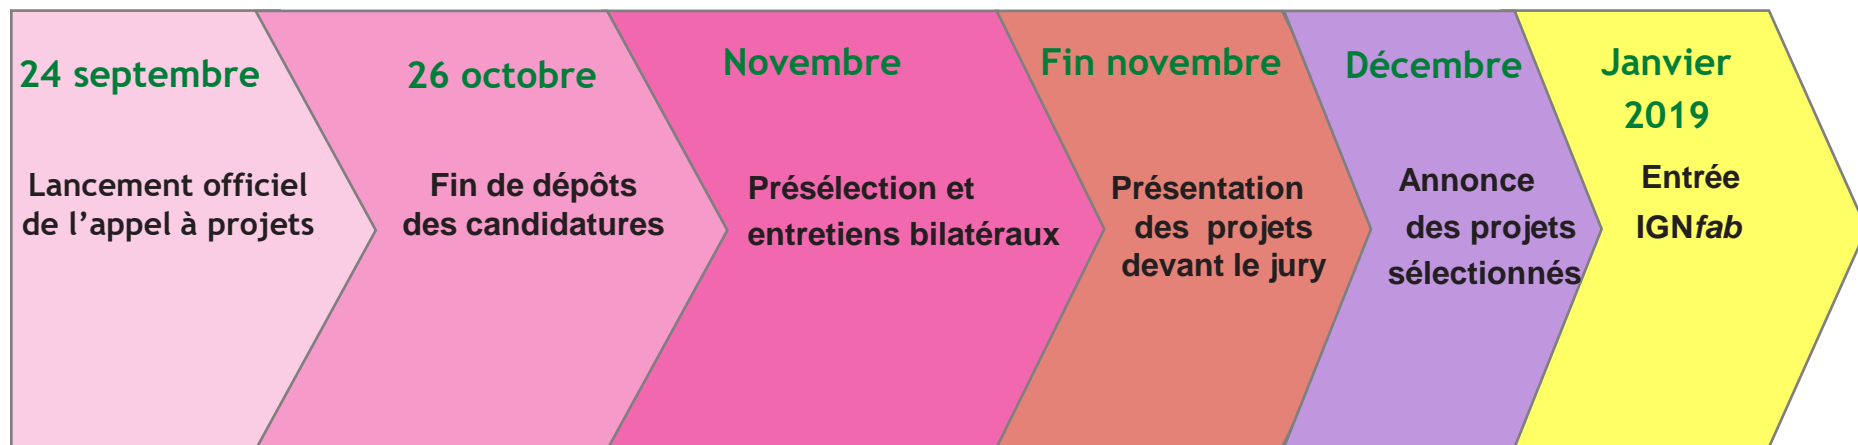 24 septembre
Lancement officiel
de l’appel à projets
26 octobre
Fin de dépôts
des candidatures
Novembre
Présélection et
entretiens bilatéraux
Fin novembre
Présentation
des projets
devant le jury
Décembre
Annonce
des projets
sélectionnés
Janvier
2019
Entrée
IGNfab